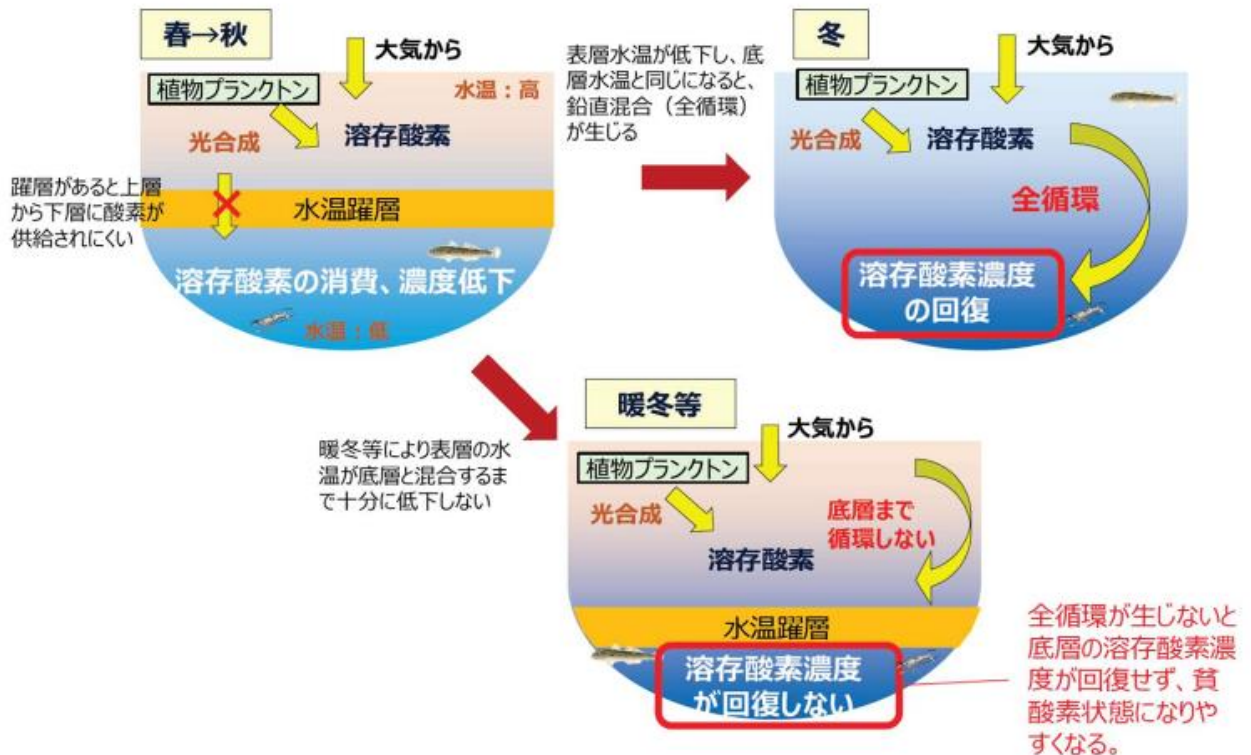 春→秋
大気から
植物プランクトン
水温：高
光合成
溶存酸素
躍層があると上層
から下層に酸素が
供給されにくい
水温躍層
溶存酸素の消費、濃度低下
水温：低
表層水温が低下し、底
層水温と同じになると、
鉛直混合（全循環）
が生じる
冬
大気から
植物プランクトン
光合成
溶存酸素
全循環
溶存酸素濃度
の回復
暖冬等
大気から
暖冬等により表層の水
温が底層と混合するま
で十分に低下しない
植物プランクトン
光合成
溶存酸素
底層まで
循環しない
水温躍層
溶存酸素濃度
が回復しない
全循環が生じないと
底層の溶存酸素濃
度が回復せず、貧
酸素状態になりや
すくなる。